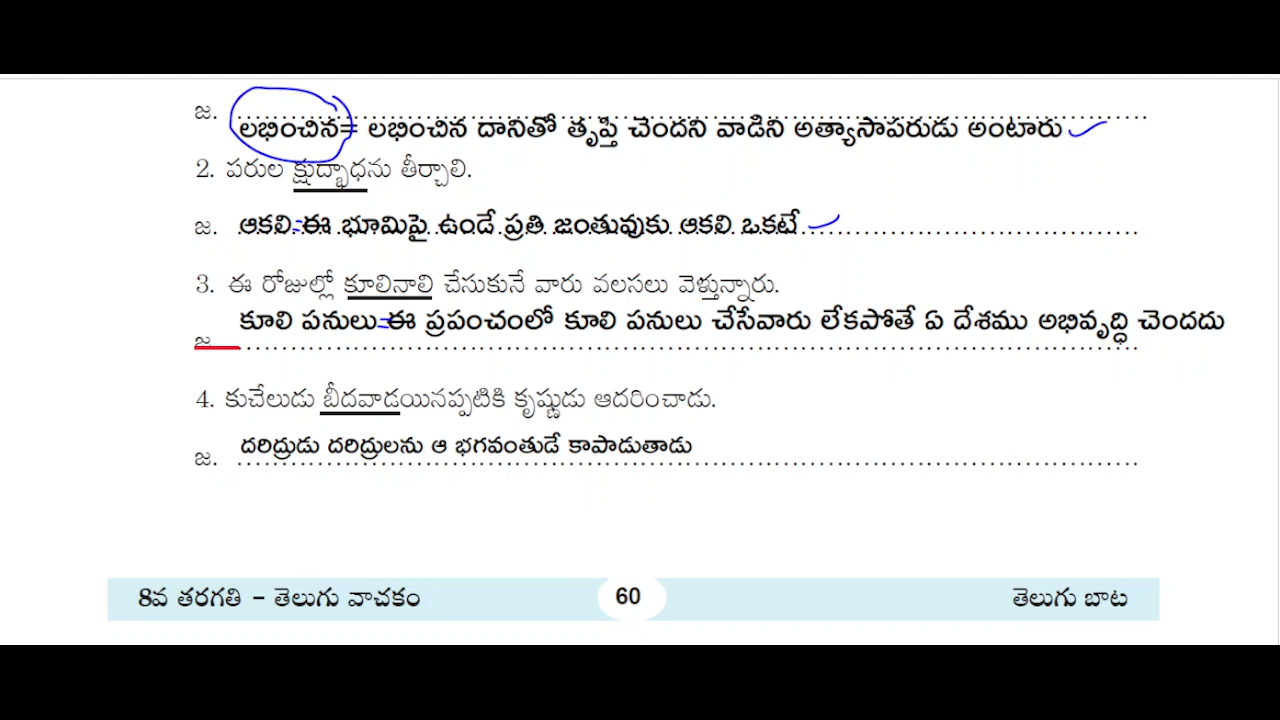 జ. ........................................
లభించిన= లభించిన దానితో తృప్తి చెందని వాడిని అత్యాసాపరుడు అంటారు
2. పరుల క్షుద్బాధను తీర్చాలి.
జ. ఆకలి-ఈ భూమిపై ఉండే ప్రతి జంతువుకు ఆకలి ఒకటే
3. ఈ రోజుల్లో కూలినాలి చేసుకునే వారు వలసలు వెళ్తున్నారు.
కూలి పనులు-ఈ ప్రపంచంలో కూలి పనులు చేసేవారు లేకపోతే ఏ దేశము అభివృద్ధి చెందదు
జ. ........................................
4. కుచేలుడు బీదవాడయినప్పటికి కృష్ణుడు ఆదరించాడు.
దరిద్రుడు దరిద్రులను ఆ భగవంతుడే కాపాడుతాడు
జ. ........................................
8వ తరగతి - తెలుగు వాచకం 60 తెలుగు బాట